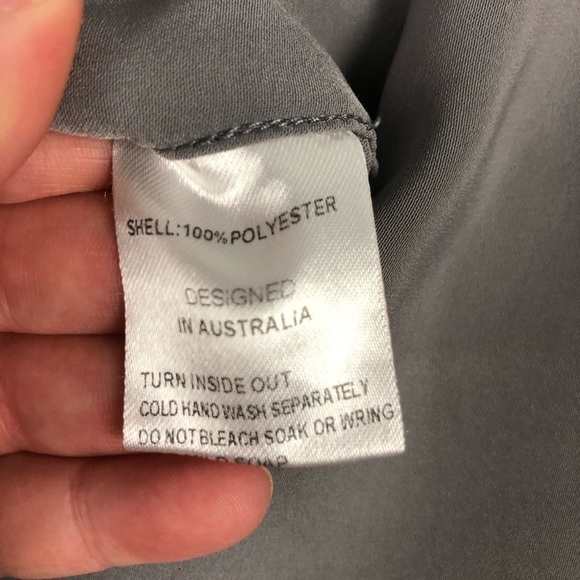 SHELL:100%POLYESTER
DESIGNED
IN AUSTRALIA
TURN INSIDE OUT
COLD HAND WASH SEPARATELY
DO NOT BLEACH SOAK OR WRING
SOAP